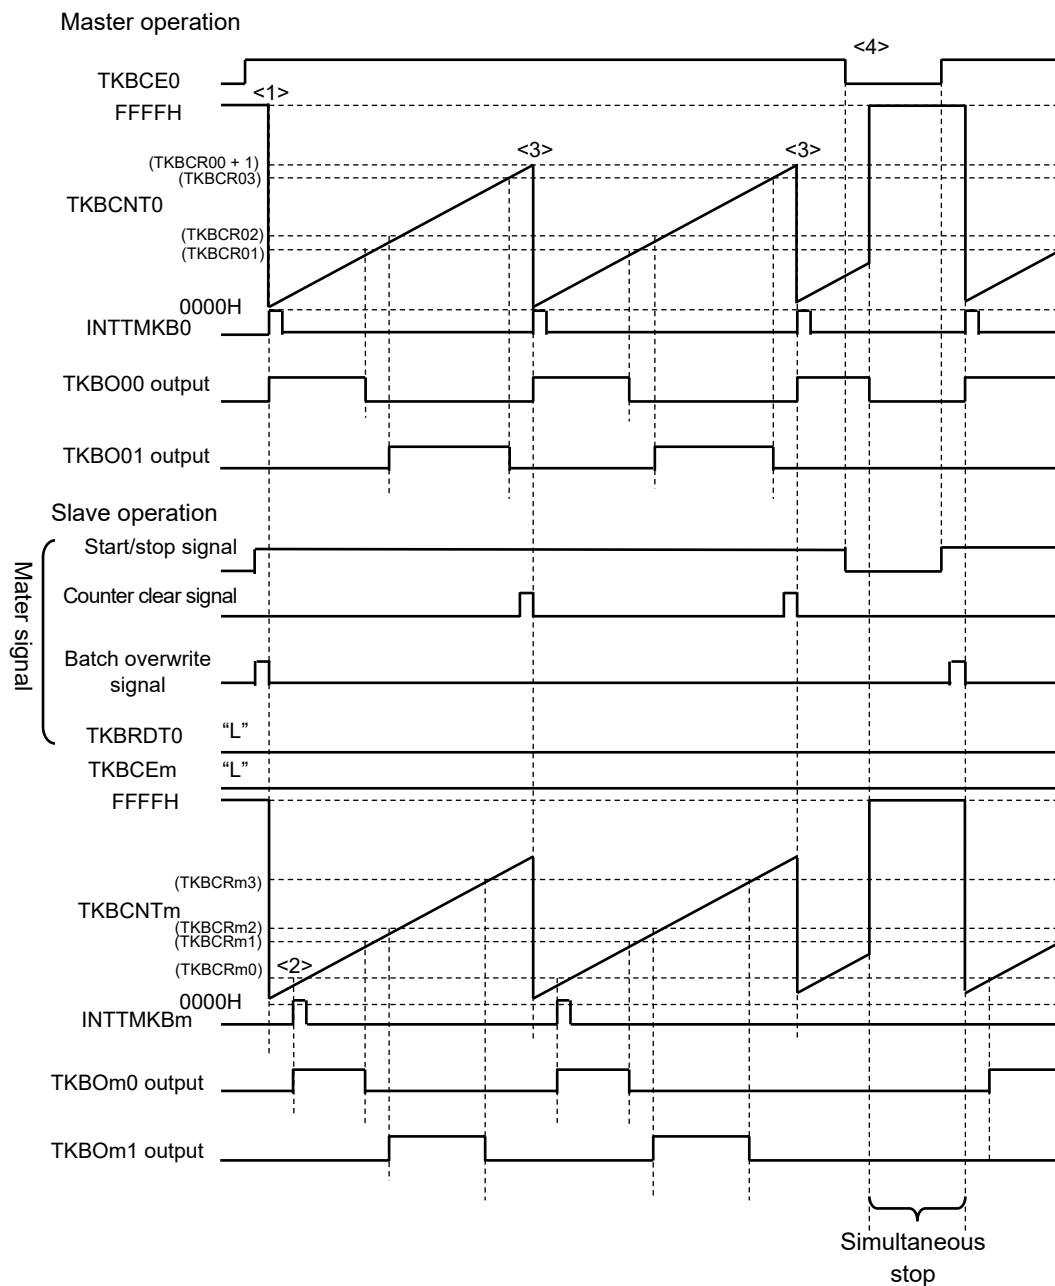 Master operation
<4>
TKBCE0
<1>
FFFFH
(TKBCR00 + 1)
<3>
<3>
(TKBCR03)
TKBCNT0
(TKBCR02)
(TKBCR01)
0000H
INTTMKB0
TKBO00 output
TKBO01 output
Slave operation
Start/stop signal
Counter clear signal
Mater signal
Batch overwrite
signal
TKBRDT0 “L”
TKBCEm “L”
FFFFH
(TKBCRm3)
TKBCNTm
(TKBCRm2)
(TKBCRm1)
(TKBCRm0) <2>
0000H
INTTMKBm
TKBOm0 output
TKBOm1 output
Simultaneous
stop